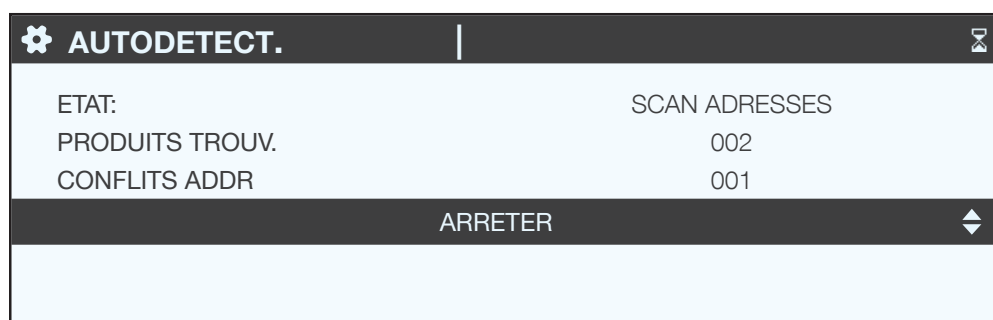 AUTODETECT.
ETAT: SCAN ADRESSES
PRODUITS TROUV. 002
CONFLITS ADDR 001
ARRETER